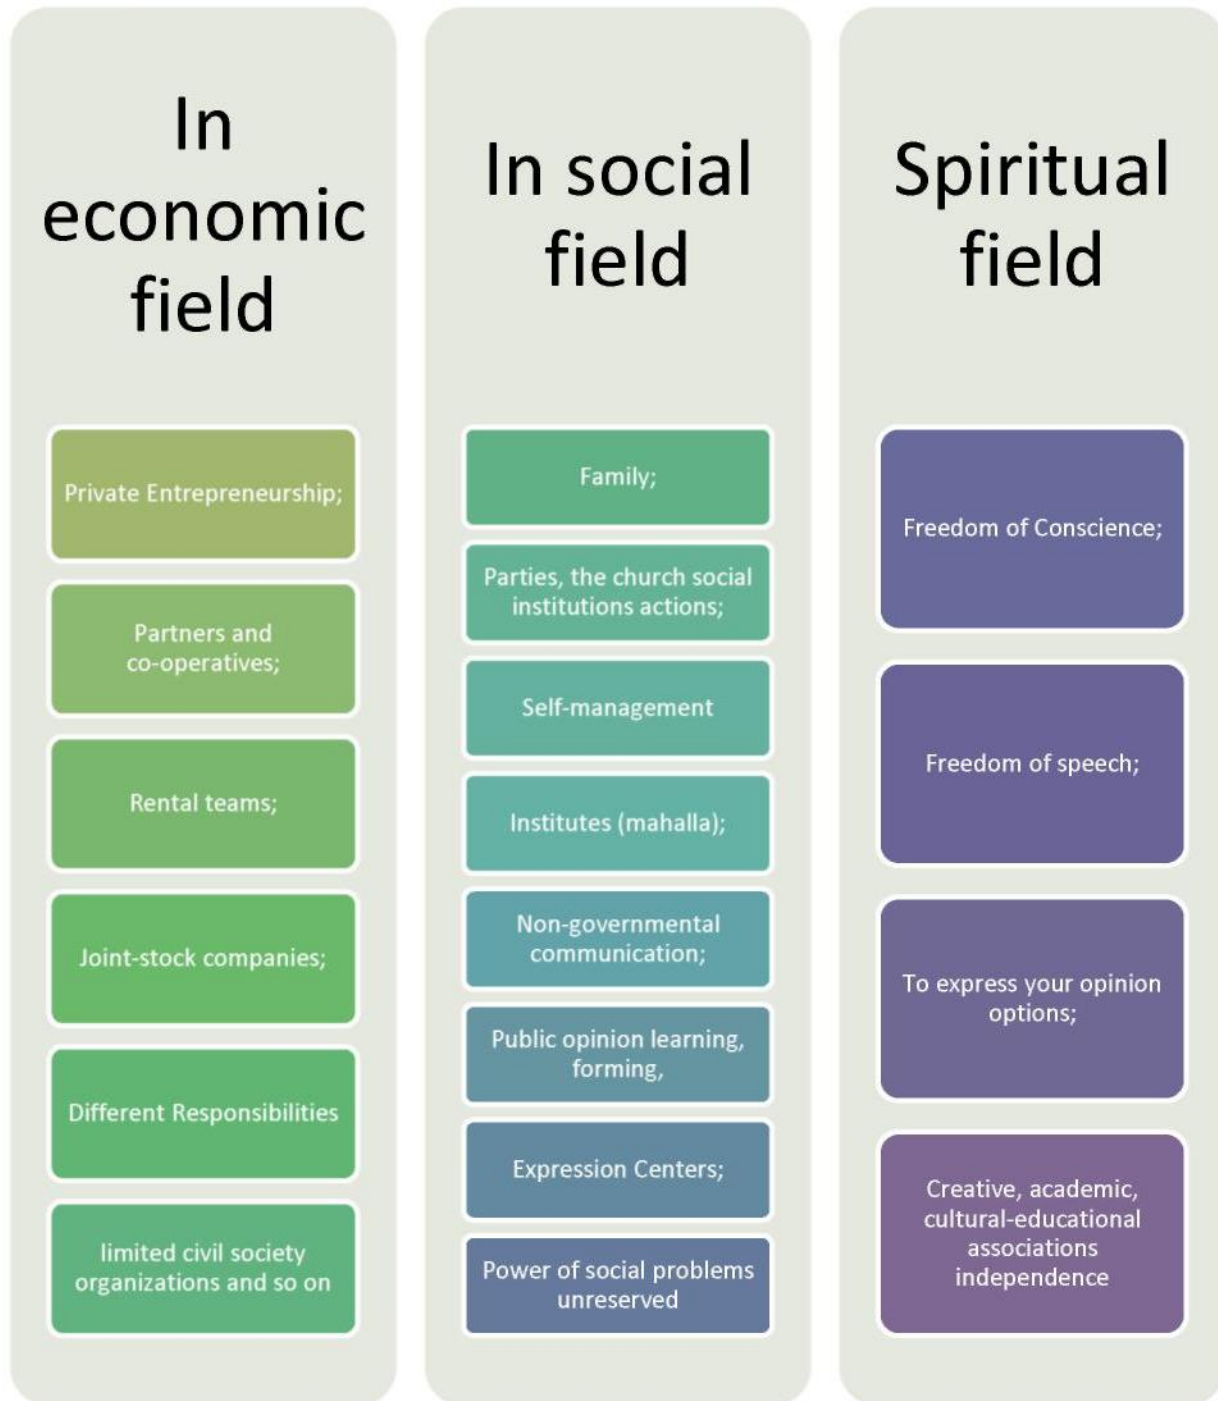 In
economic
field
Private Entrepreneurship;
Partners and
co-operatives;
Rental teams;
Joint-stock companies;
Different Responsibilities
limited civil society
organizations and so on
In social
field
Family;
Parties, the church social
institutions actions;
Self-management
Institutes (mahalla);
Non-governmental
communication;
Public opinion learning,
forming,
Expression Centers;
Power of social problems
unreserved
Spiritual
field
Freedom of Conscience;
Freedom of speech;
To express your opinion
options;
Creative, academic,
cultural-educational
associations
independence